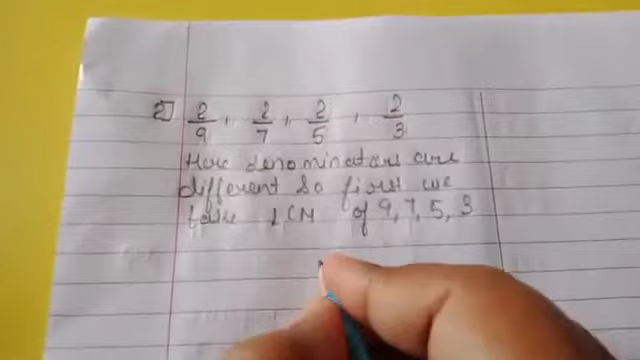 2] 2/9, 2/7, 2/5, 2/3
Here denominators are
different so first we
take LCM of 9, 7, 5, 3